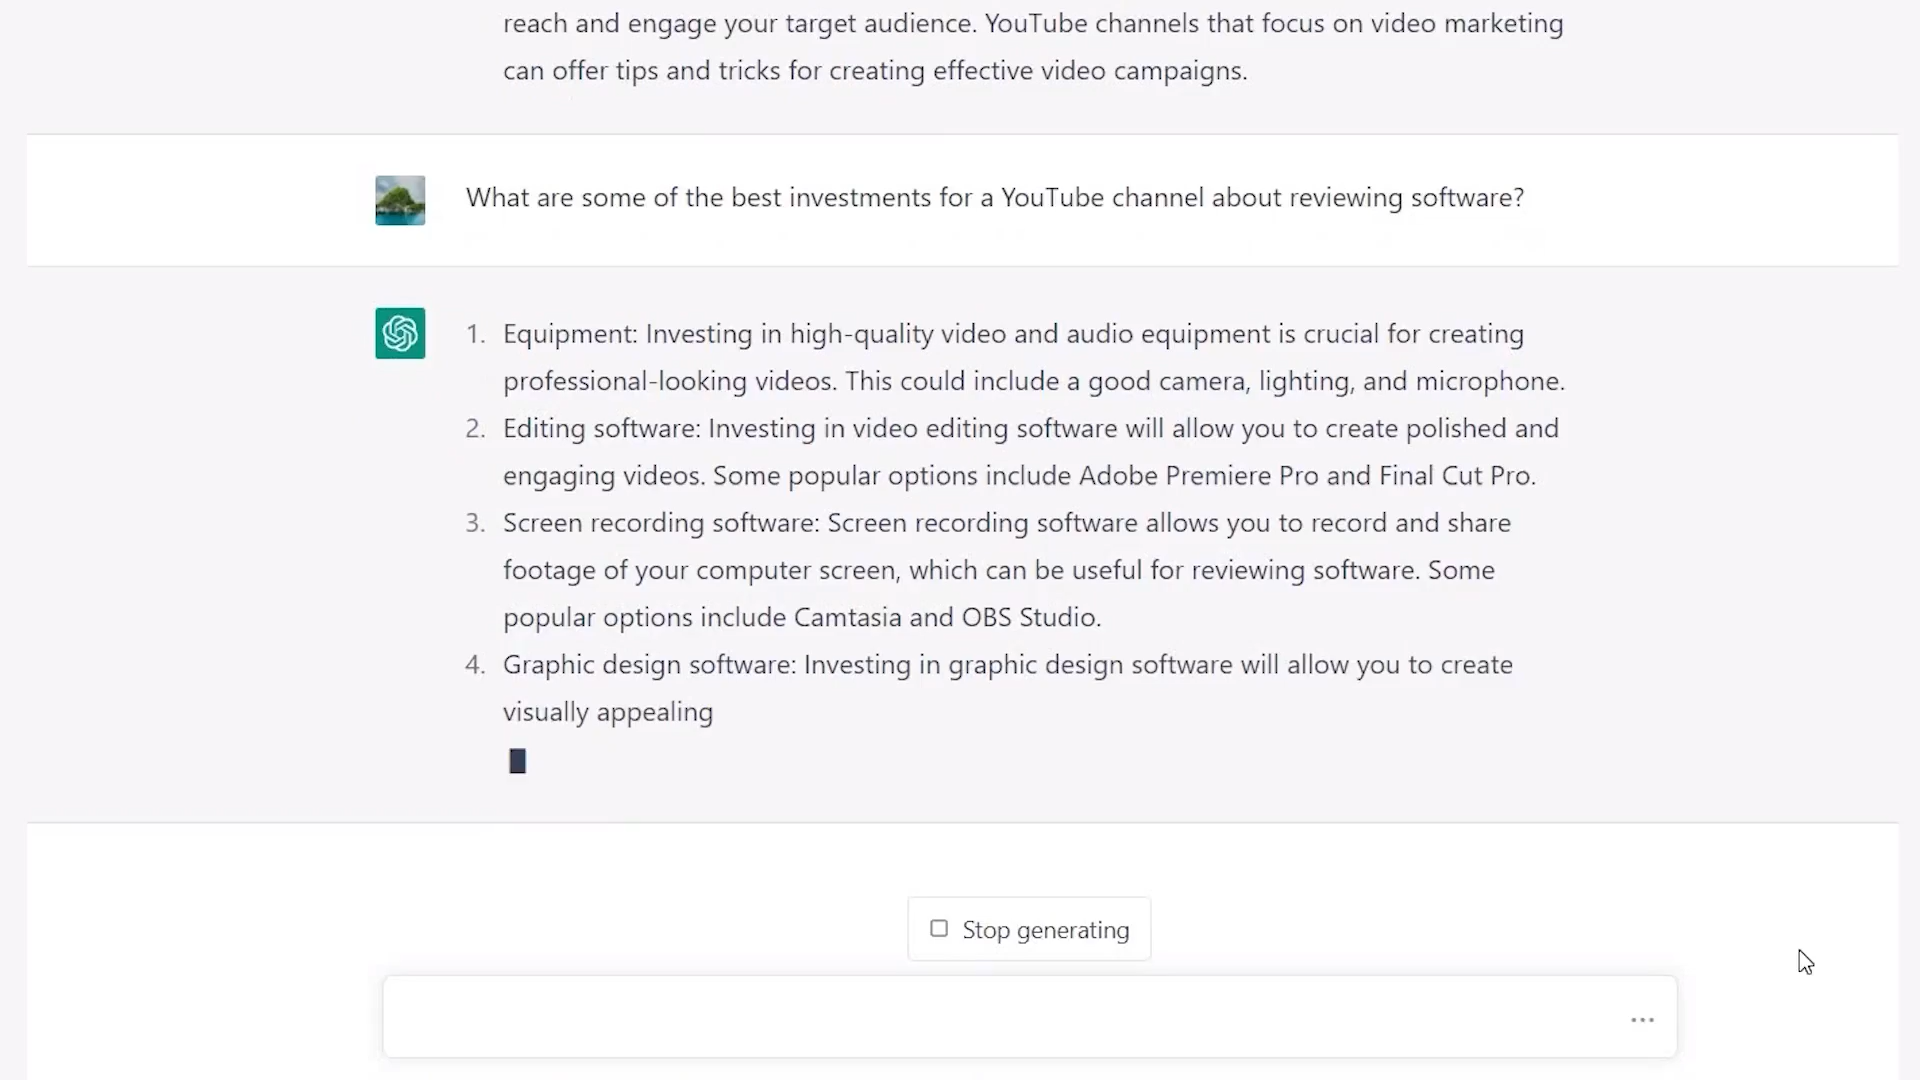 reach and engage your target audience. YouTube channels that focus on video marketing
can offer tips and tricks for creating effective video campaigns.
What are some of the best investments for a YouTube channel about reviewing software?
1. Equipment: Investing in high-quality video and audio equipment is crucial for creating
professional-looking videos. This could include a good camera, lighting, and microphone.
2. Editing software: Investing in video editing software will allow you to create polished and
engaging videos. Some popular options include Adobe Premiere Pro and Final Cut Pro.
3. Screen recording software: Screen recording software allows you to record and share
footage of your computer screen, which can be useful for reviewing software. Some
popular options include Camtasia and OBS Studio.
4. Graphic design software: Investing in graphic design software will allow you to create
visually appealing
Stop generating